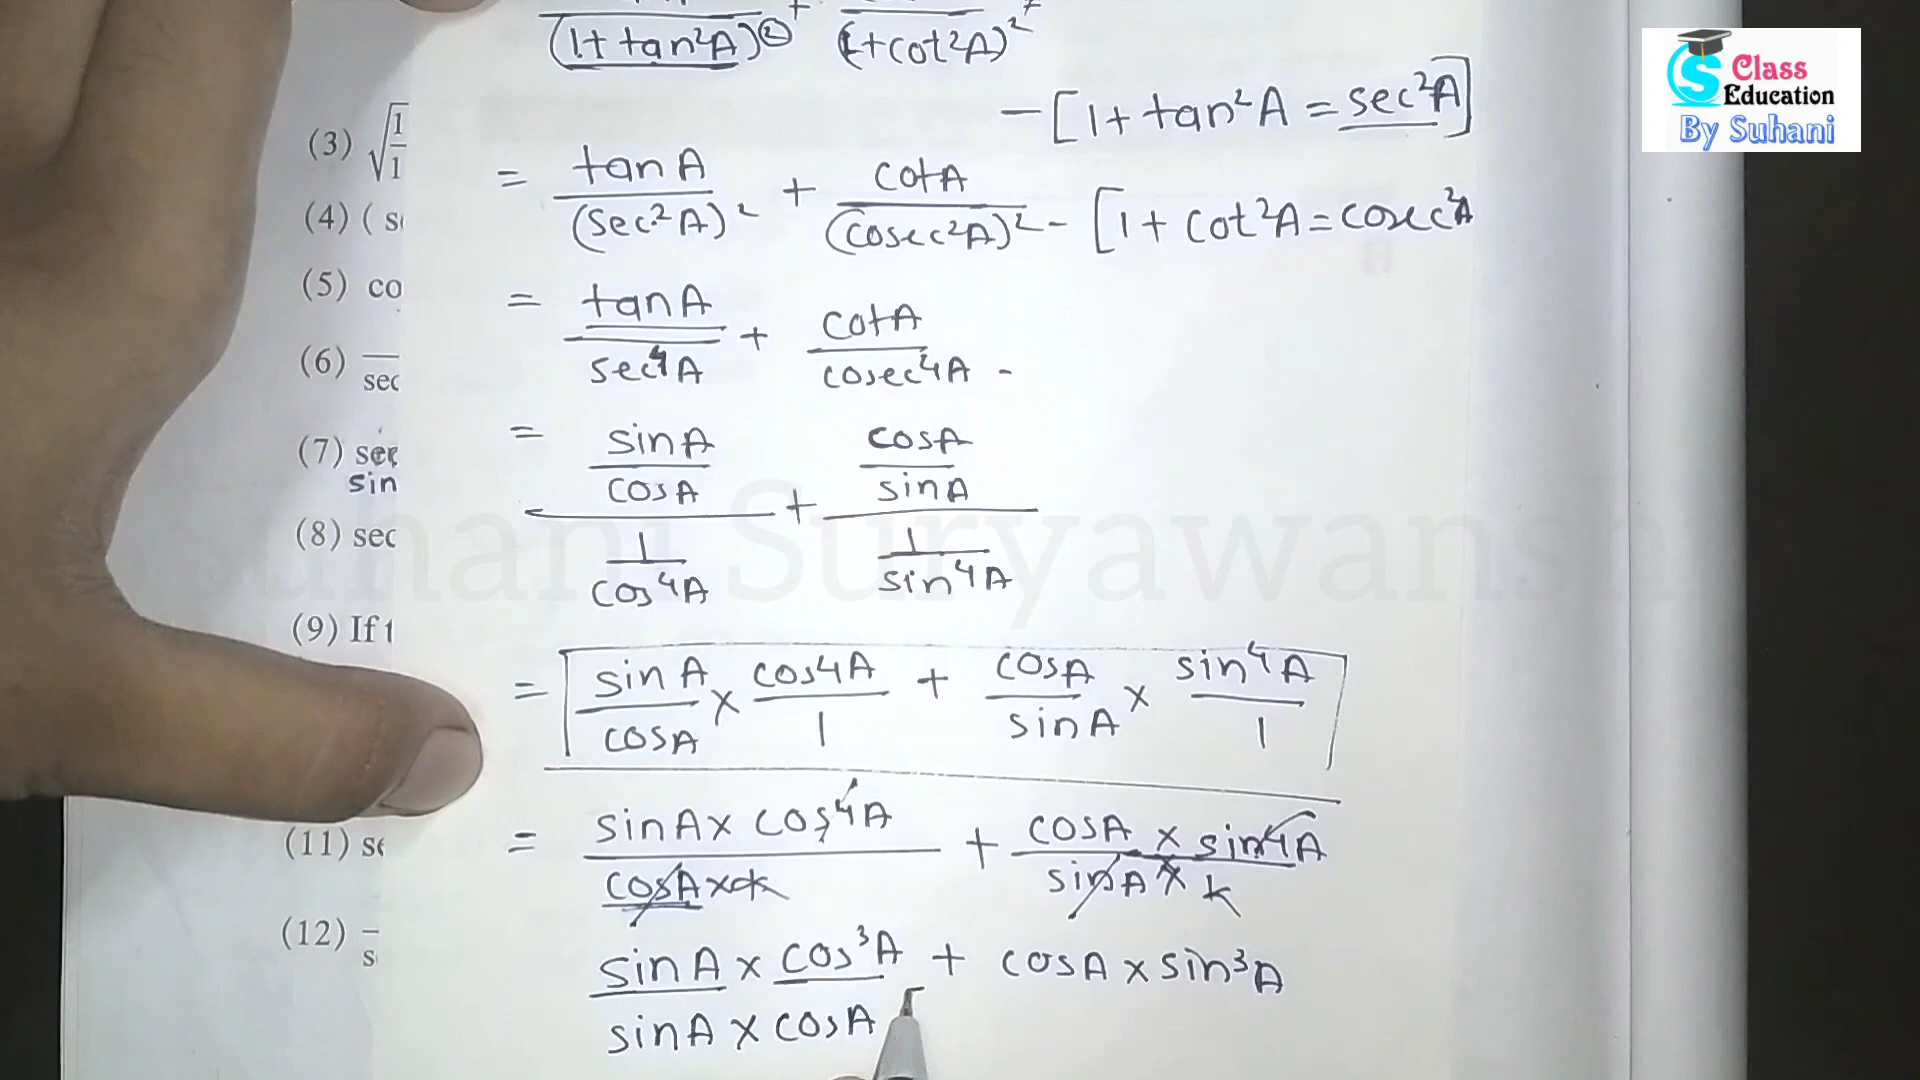 Class
Education
By Suhani
(1+tan²A)² + (1+cot²A)²
- [1+tan²A = sec²A]
= tanA/(sec²A)² + cotA/(cosec²A)² - [1+cot²A=cosec²A
= tanA/sec⁴A + cotA/cosec⁴A -
= (sinA/cosA)/(1/cos⁴A) + (cosA/sinA)/(1/sin⁴A)
= sinA/cosA × cos4A/1 + cosA/sinA × sin⁴A/1
= sinA× cos⁴A/cosA× + cosA × sin⁴A/sinA×
sinA × cos³A + cosA × sin³A
sinA × cosA
(3) √1/1
(4) ( s
(5) co
(6) sec
(7) sec
sin
(8) sec
(9) If t
(11) se
(12) s
Suhani Suryawanshi